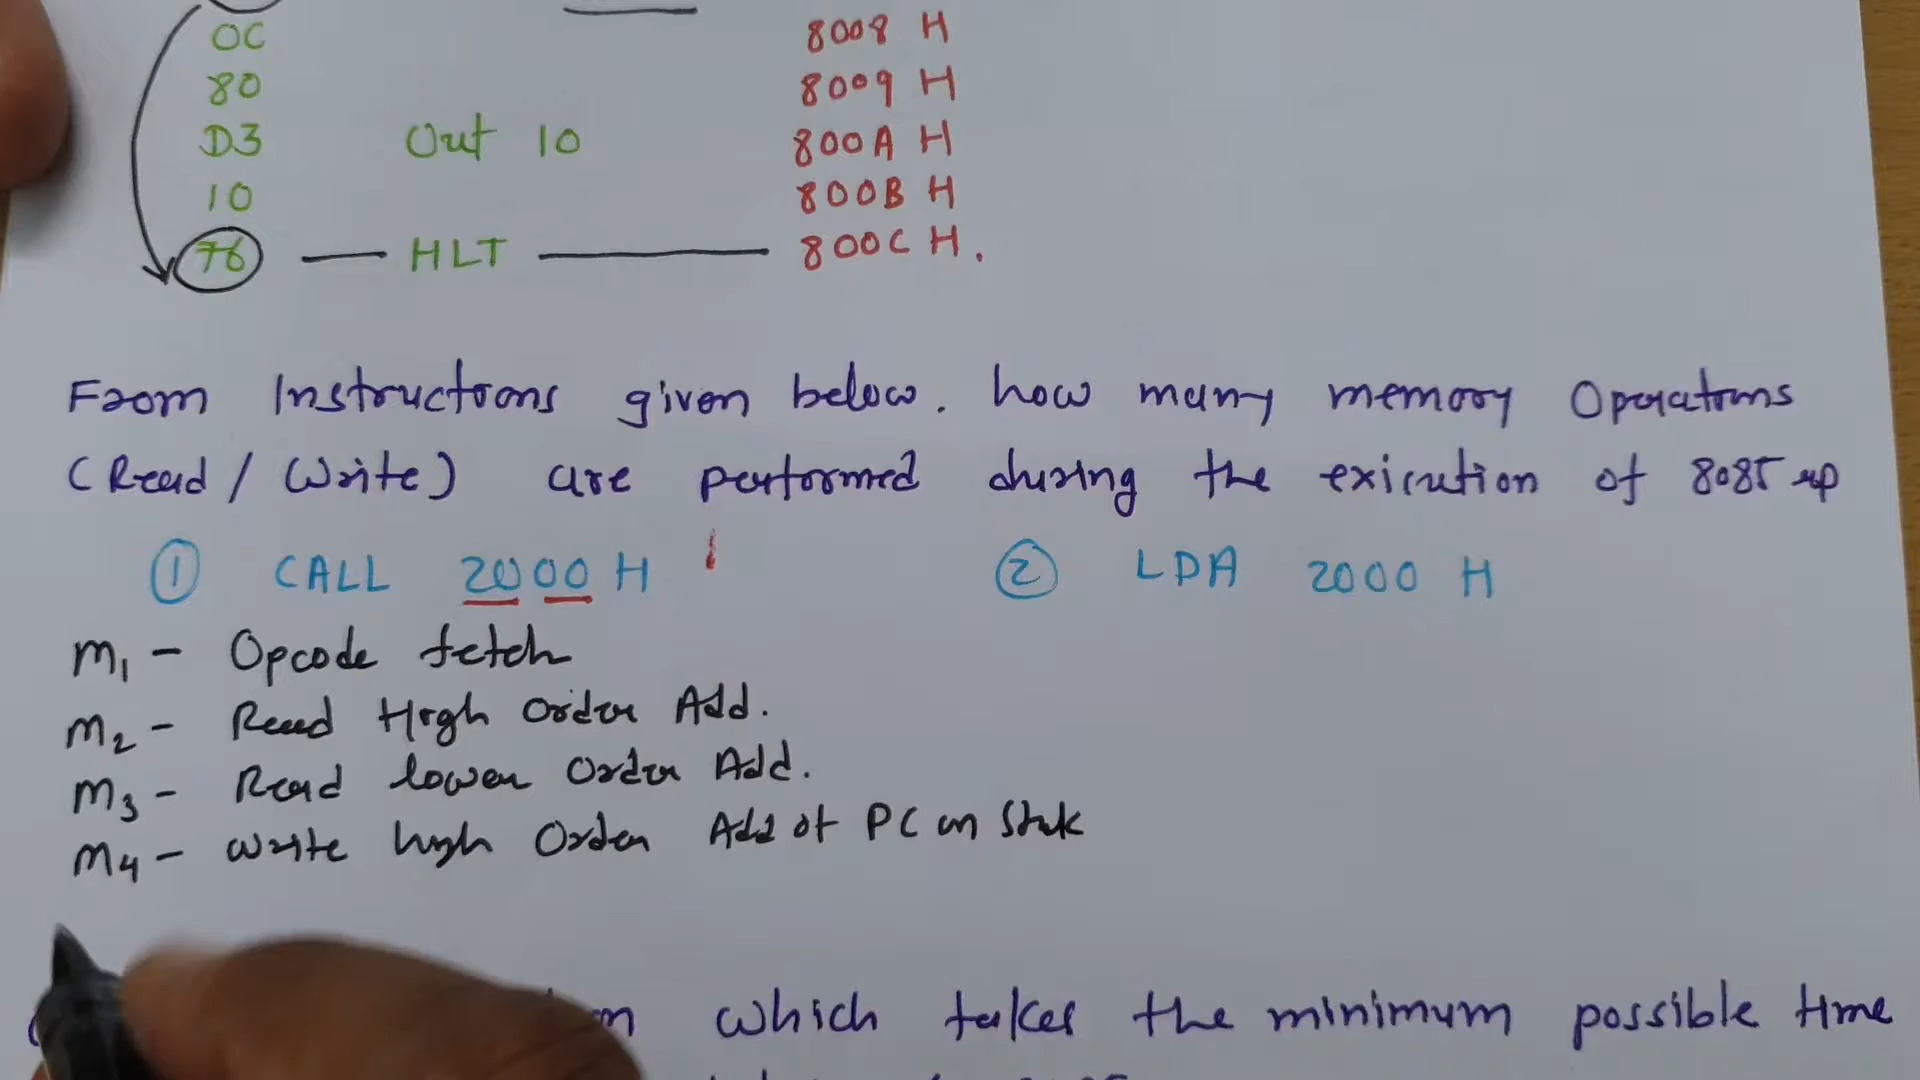 OC 8008 H
80 8009 H
D3 Out 10 800A H
10 800B H
76 — HLT — 800C H.
From Instructions given below. how many memory Operations
(Read / Write) are performed during the exicution of 8085 up
① CALL 2000 H ② LDA 2000 H
M1 - Opcode fetch
M2 - Read High Order Add.
M3 - Read lower Order Add.
M4 - Write high Order Add of PC on Stak
which takes the minimum possible time